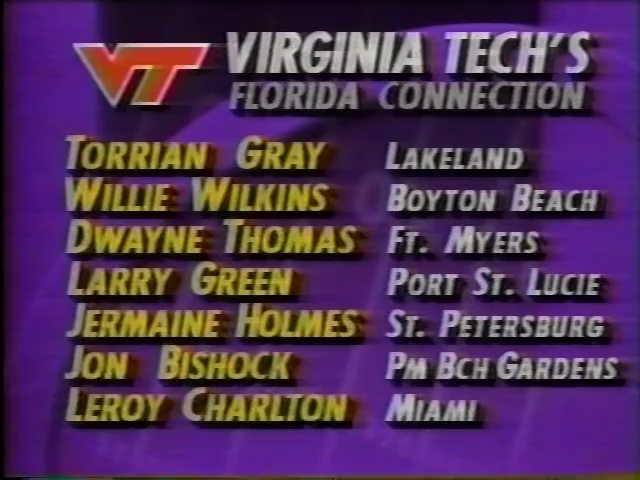 VT VIRGINIA TECH'S
FLORIDA CONNECTION
TORRIAN GRAY LAKELAND
WILLIE WILKINS BOYTON BEACH
DWAYNE THOMAS FT. MYERS
LARRY GREEN PORT ST. LUCIE
JERMAINE HOLMES ST. PETERSBURG
JON BISHOCK PM BCH GARDENS
LEROY CHARLTON MIAMI